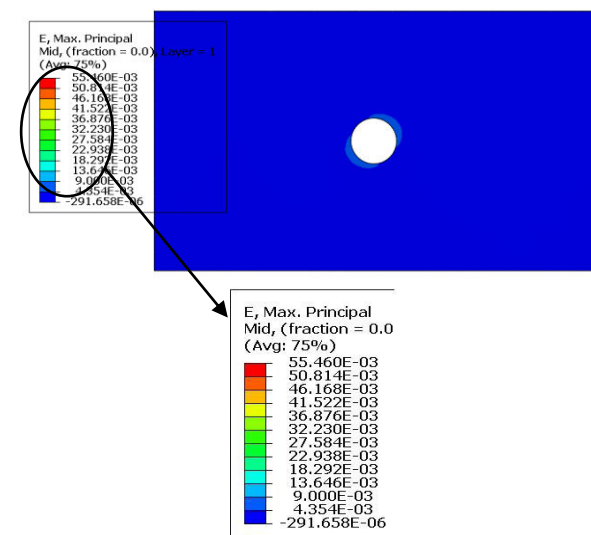 E, Max. Principal
Mid, (fraction = 0.0), Layer = 1
(Avg: 75%)
55.460E-03
50.814E-03
46.168E-03
41.522E-03
36.876E-03
32.230E-03
27.584E-03
22.938E-03
18.292E-03
13.646E-03
9.000E-03
4.354E-03
-291.658E-06
E, Max. Principal
Mid, (fraction = 0.0
(Avg: 75%)
55.460E-03
50.814E-03
46.168E-03
41.522E-03
36.876E-03
32.230E-03
27.584E-03
22.938E-03
18.292E-03
13.646E-03
9.000E-03
4.354E-03
-291.658E-06